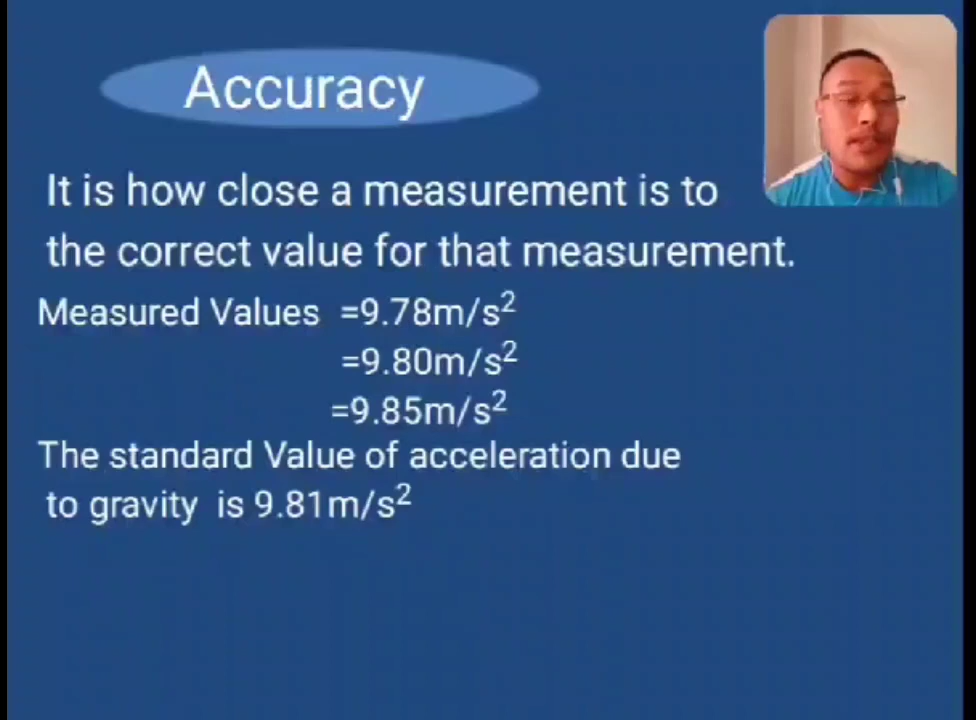 Accuracy
It is how close a measurement is to
the correct value for that measurement.
Measured Values =9.78m/s²
=9.80m/s²
=9.85m/s²
The standard Value of acceleration due
to gravity is 9.81m/s²